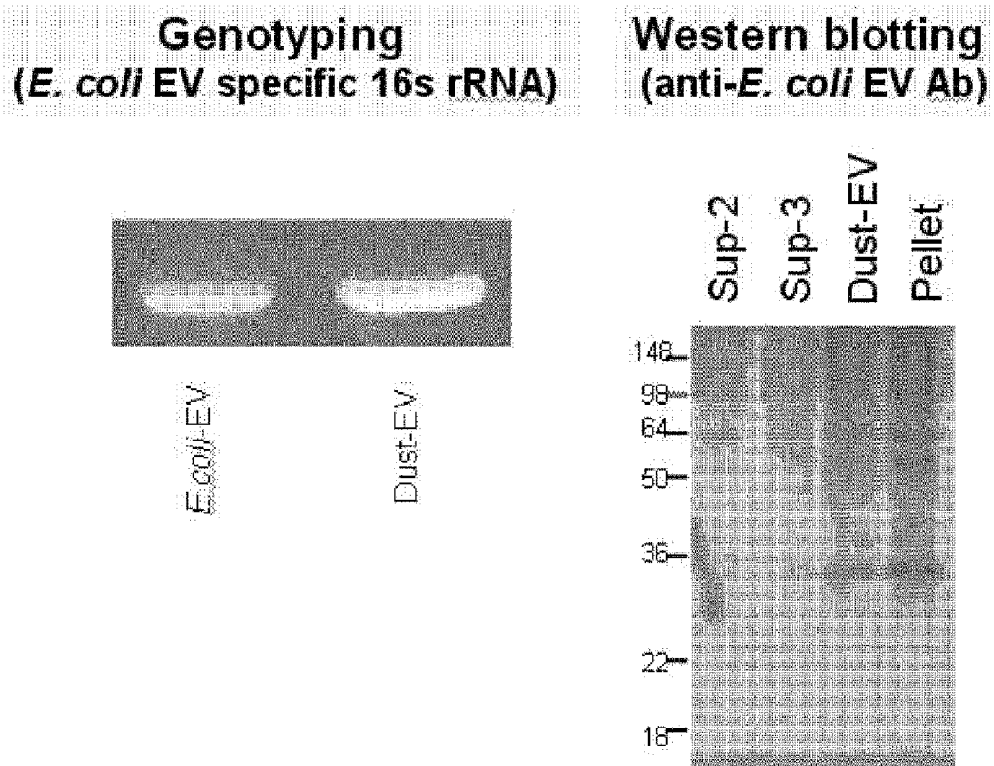 Genotyping
(E. coli EV specific 16s rRNA)
Western blotting
(anti-E. coli EV Ab)
E.coli-EV
Dust-EV
Sup-2
Sup-3
Dust-EV
Pellet
148
98
64
50
36
22
18